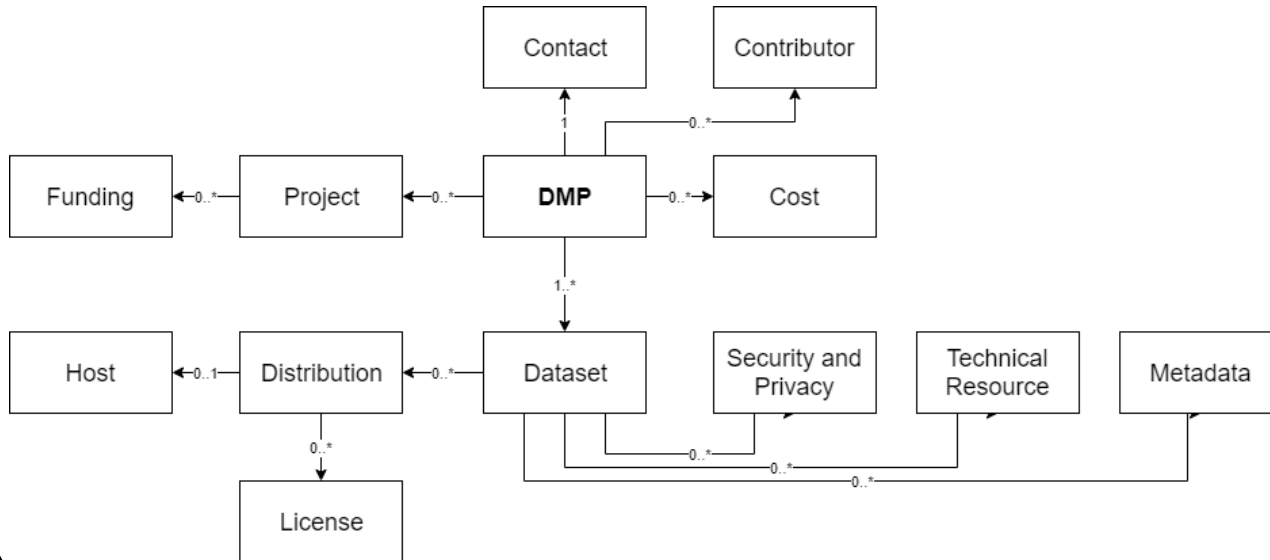 Contact
Contributor
1
0..*
Funding
0..*
Project
0..*
DMP
0..*
Cost
1..*
Host
0..1
Distribution
0..*
Dataset
Security and
Privacy
Technical
Resource
Metadata
0..*
0..*
0..*
0..*
License